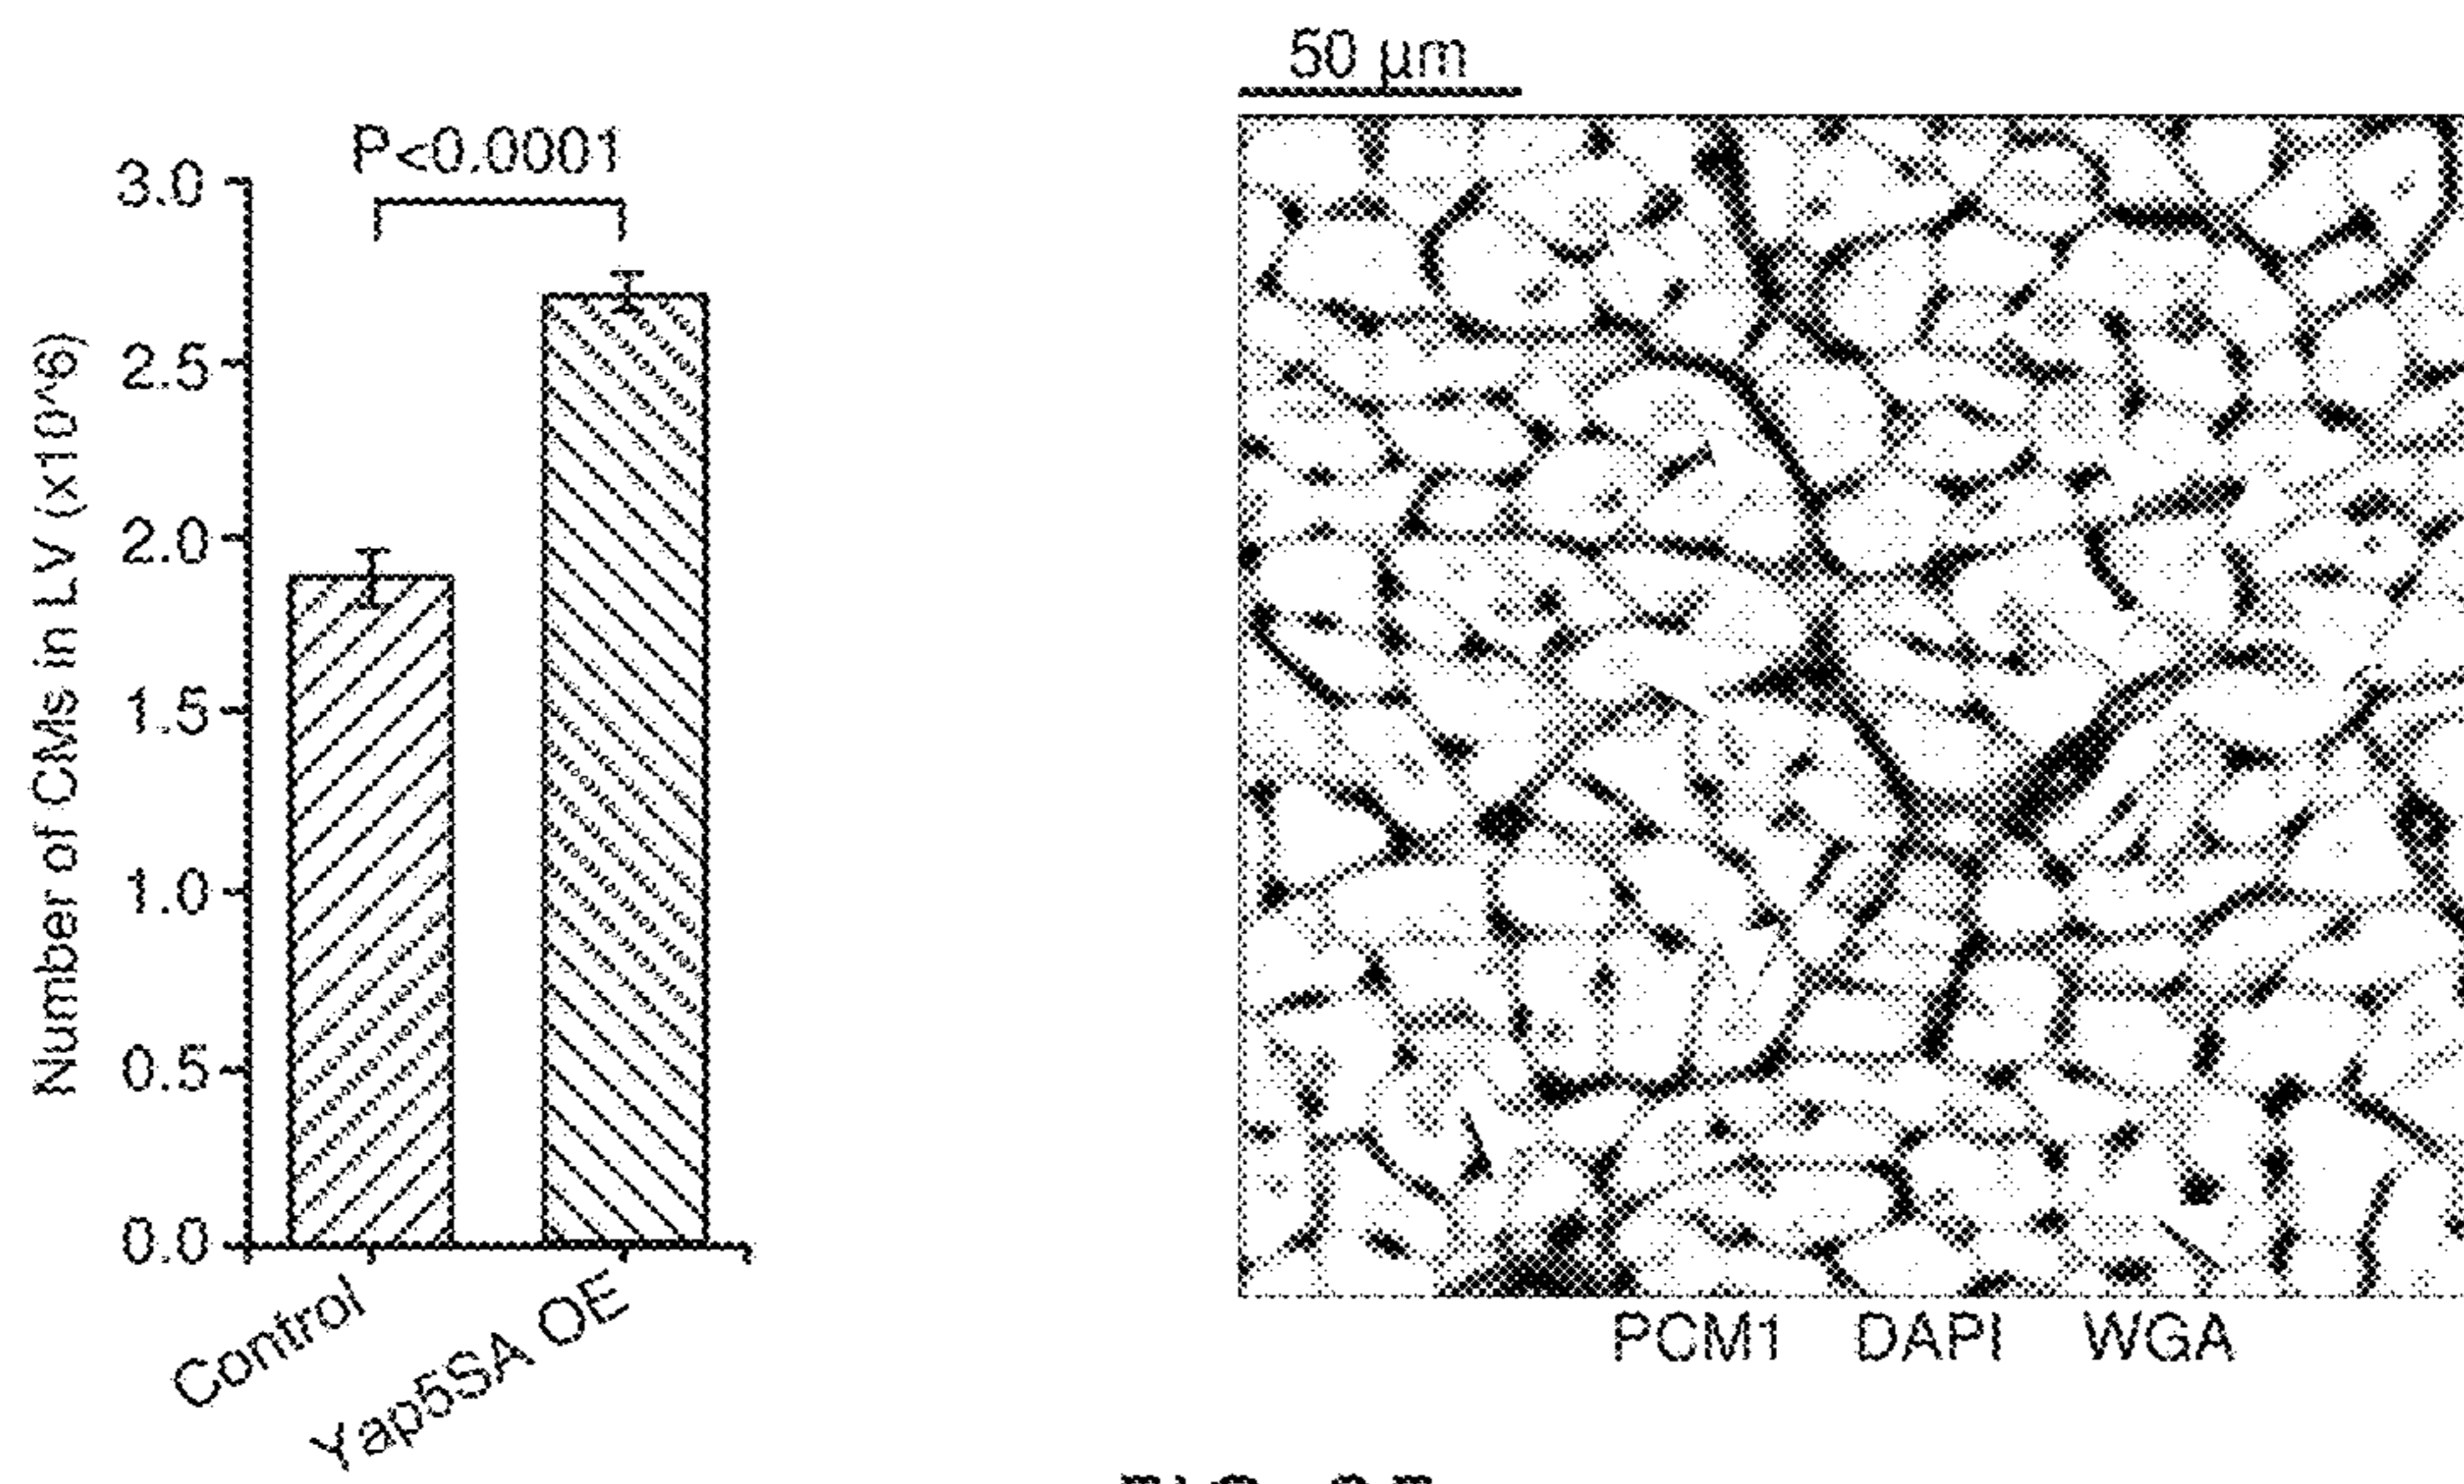 50 µm
P<0.0001
3.0
2.5
2.0
1.5
1.0
0.5
0.0
Number of CMs in LV (x10^6)
Control
Yap5SA OE
PCM1 DAPI WGA